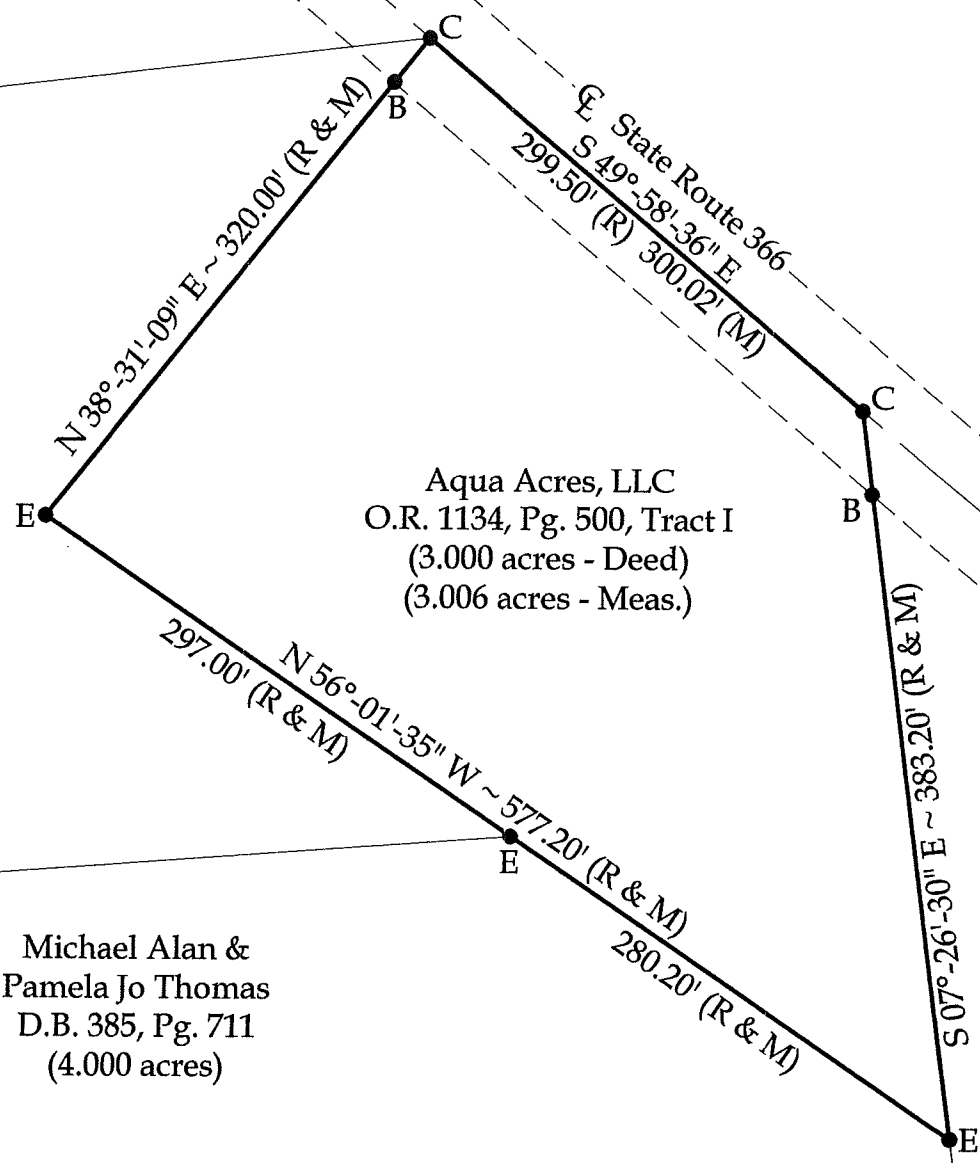 C
B
℄ State Route 366
S 49°-58'-36" E
299.50' (R) 300.02' (M)
N 38°-31'-09" E ~ 320.00' (R & M)
C
B
E
Aqua Acres, LLC
O.R. 1134, Pg. 500, Tract I
(3.000 acres - Deed)
(3.006 acres - Meas.)
S 07°-26'-30" E ~ 383.20' (R & M)
N 56°-01'-35" W ~ 577.20' (R & M)
297.00' (R & M)
E
280.20' (R & M)
Michael Alan &
Pamela Jo Thomas
D.B. 385, Pg. 711
(4.000 acres)
E